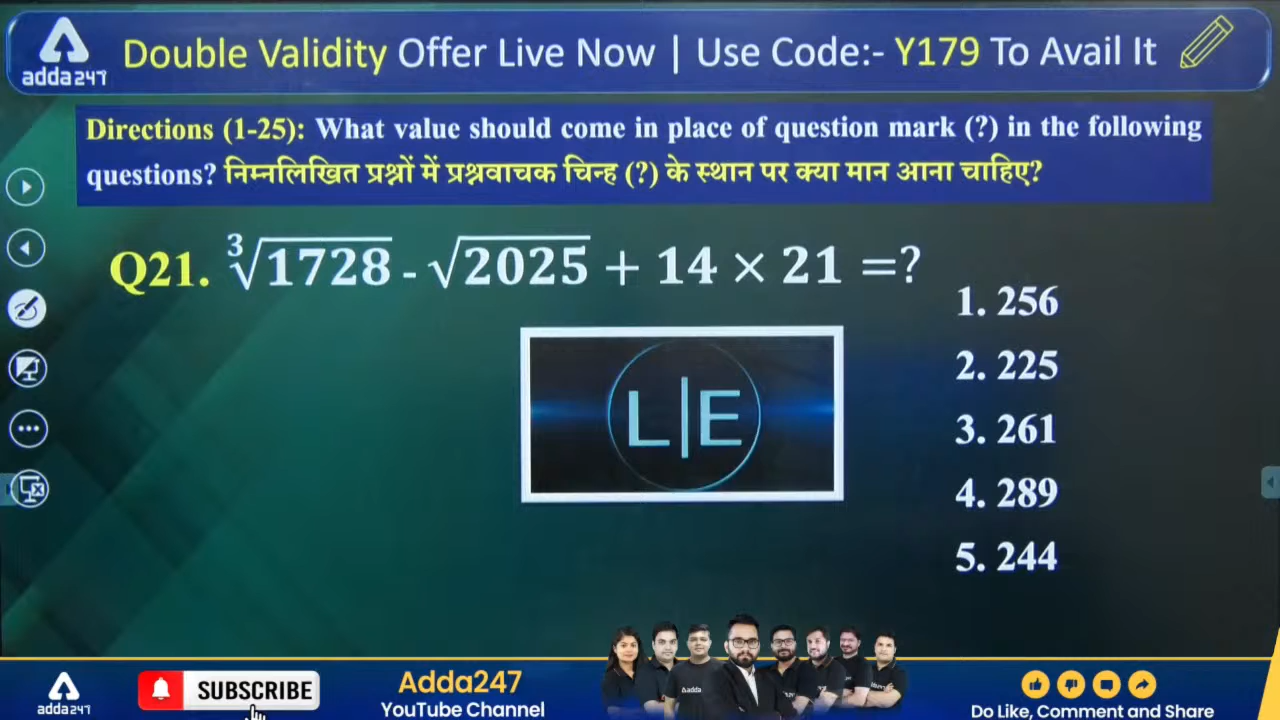 Double Validity Offer Live Now | Use Code:- Y179 To Avail It
adda247
Directions (1-25): What value should come in place of question mark (?) in the following
questions? निम्नलिखित प्रश्नों में प्रश्नवाचक चिन्ह (?) के स्थान पर क्या मान आना चाहिए?
Q21. ∛1728 - √2025 + 14 × 21 =?
1. 256
2. 225
3. 261
4. 289
5. 244
L|E
adda247
SUBSCRIBE
Adda247
YouTube Channel
Do Like, Comment and Share